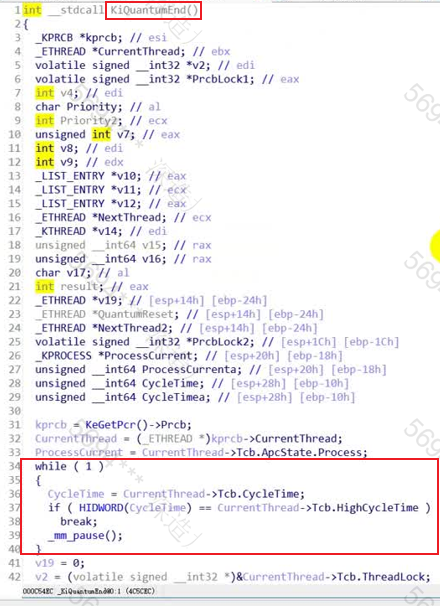 1 int __stdcall KiQuantumEnd()
2 {
3 _KPRCB *kprcb; // esi
4 _ETHREAD *CurrentThread; // ebx
5 volatile signed __int32 *v2; // edi
6 volatile signed __int32 *PrcbLock1; // eax
7 int v4; // edi
8 char Priority; // al
9 int Priority2; // ecx
10 unsigned int v7; // eax
11 int v8; // edi
12 int v9; // edx
13 _LIST_ENTRY *v10; // eax
14 _LIST_ENTRY *v11; // ecx
15 _LIST_ENTRY *v12; // eax
16 _ETHREAD *NextThread; // ecx
17 _KTHREAD *v14; // edi
18 unsigned __int64 v15; // rax
19 unsigned __int64 v16; // rax
20 char v17; // al
21 int result; // eax
22 _ETHREAD *v19; // [esp+14h] [ebp-24h]
23 _ETHREAD *QuantumReset; // [esp+14h] [ebp-24h]
24 _ETHREAD *NextThread2; // [esp+14h] [ebp-24h]
25 volatile signed __int32 *PrcbLock2; // [esp+1Ch] [ebp-1Ch]
26 _KPROCESS *ProcessCurrent; // [esp+20h] [ebp-18h]
27 unsigned __int64 ProcessCurrenta; // [esp+20h] [ebp-18h]
28 unsigned __int64 CycleTime; // [esp+28h] [ebp-10h]
29 unsigned __int64 CycleTimea; // [esp+28h] [ebp-10h]
30
31 kprcb = KeGetPcr()->Prcb;
32 CurrentThread = (_ETHREAD *)kprcb->CurrentThread;
33 ProcessCurrent = CurrentThread->Tcb.ApcState.Process;
34 while ( 1 )
35 {
36 CycleTime = CurrentThread->Tcb.CycleTime;
37 if ( HIDWORD(CycleTime) == CurrentThread->Tcb.HighCycleTime )
38 break;
39 _mm_pause();
40 }
41 v19 = 0;
42 v2 = (volatile signed __int32 *)&CurrentThread->Tcb.ThreadLock;
000C54EC _KiQuantumEnd@0:1 (4C5CEC)